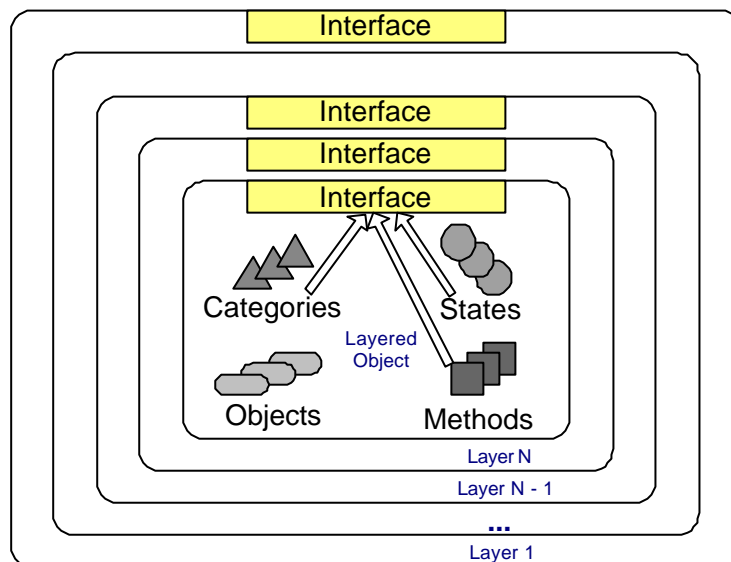 Interface
Interface
Interface
Interface
Categories
States
Layered
Object
Objects
Methods
Layer N
Layer N - 1
...
Layer 1